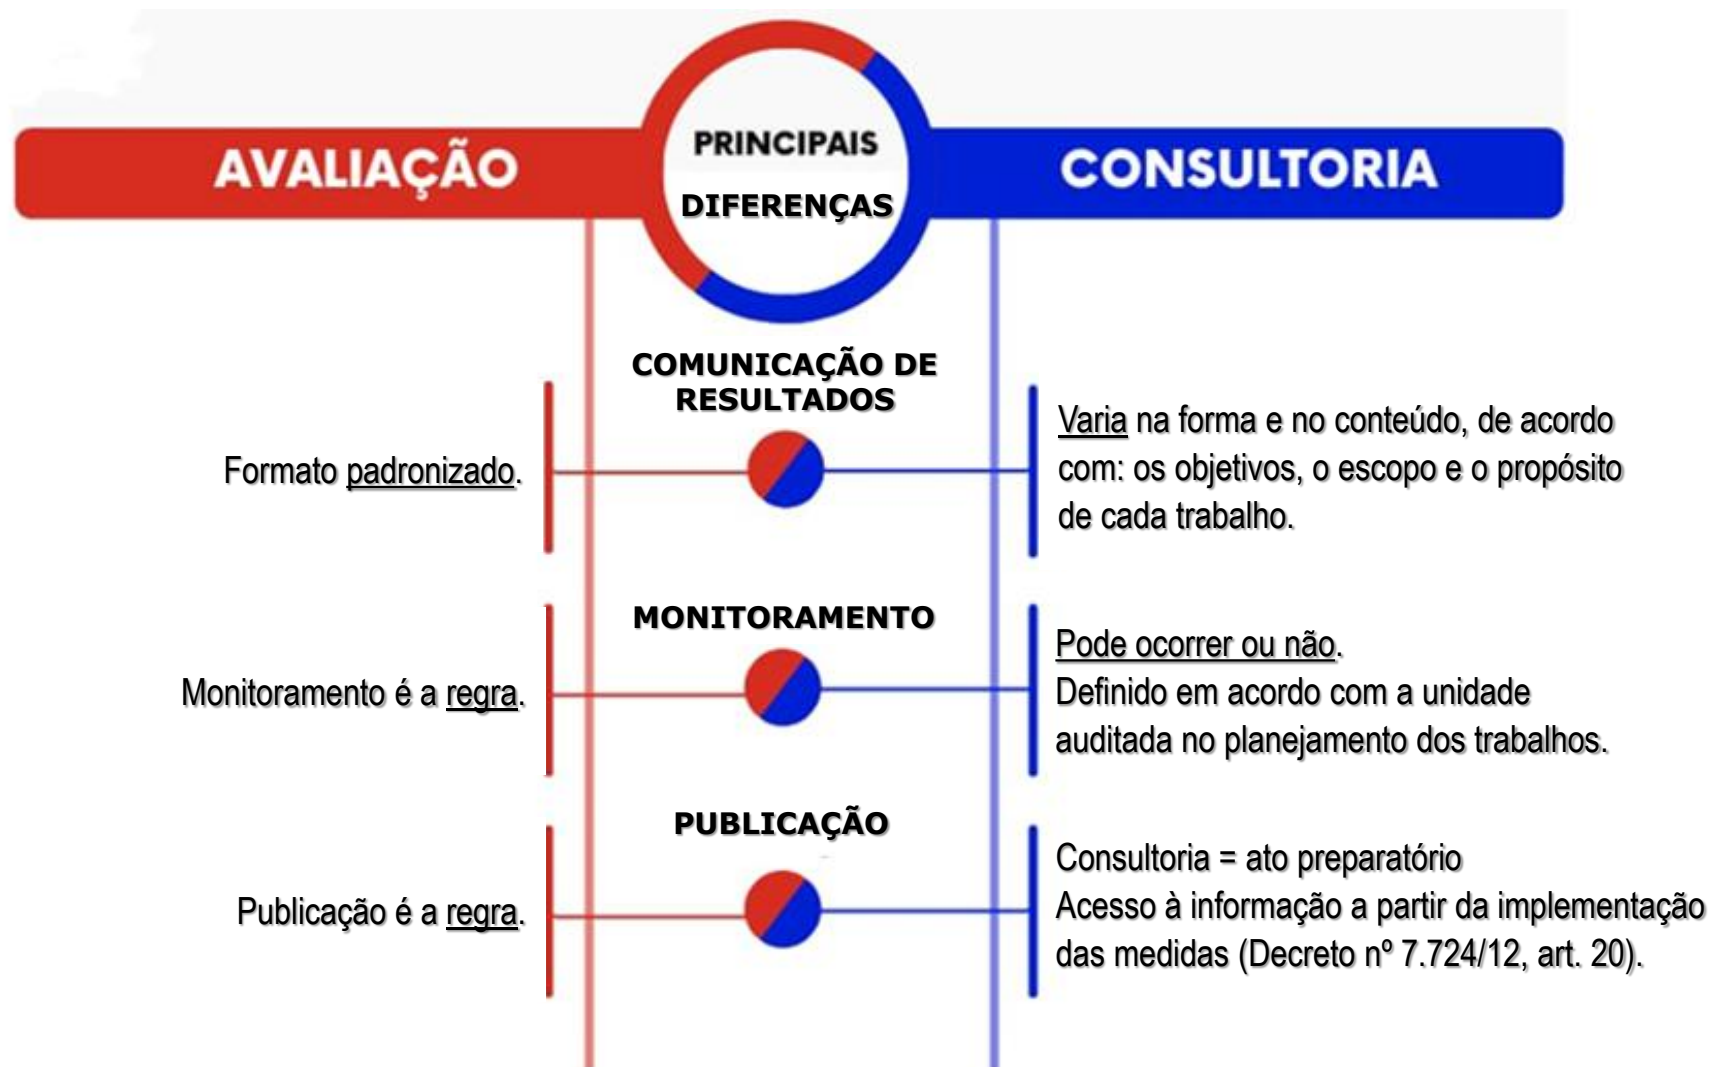 AVALIAÇÃO
PRINCIPAIS
DIFERENÇAS
CONSULTORIA
COMUNICAÇÃO DE
RESULTADOS
Formato padronizado.
Varia na forma e no conteúdo, de acordo
com: os objetivos, o escopo e o propósito
de cada trabalho.
MONITORAMENTO
Monitoramento é a regra.
Pode ocorrer ou não.
Definido em acordo com a unidade
auditada no planejamento dos trabalhos.
PUBLICAÇÃO
Publicação é a regra.
Consultoria = ato preparatório
Acesso à informação a partir da implementação
das medidas (Decreto nº 7.724/12, art. 20).